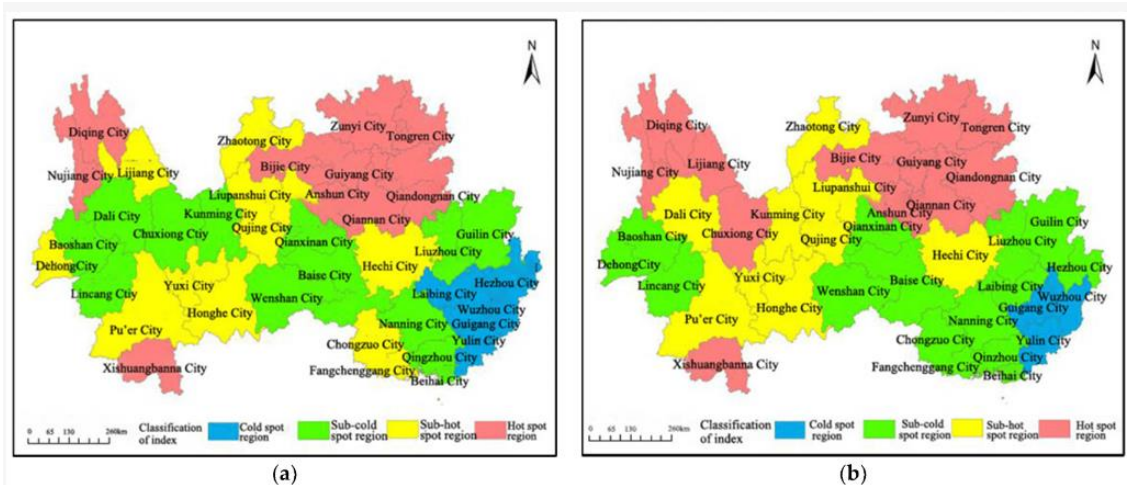 N
Diqing City
Zunyi City
Tongren City
Zhaotong City
Nujiang City
Lijiang City
Bijie City
Guiyang City
Liupanshui City
Anshun City
Qiandongnan City
Dali City
Kunming City
Qiannan City
Baoshan City
Chuxiong Ctiy
Qujing City
Qianxinan City
Guilin City
Liuzhou City
DehongCity
Hechi City
Baise City
Hezhou City
Lincang Ctiy
Yuxi City
Wenshan City
Laibing City
Wuzhou City
Honghe City
Nanning City
Guigang City
Pu'er City
Chongzuo City
Yulin City
Qingzhou City
Xishuangbanna City
Fangchenggang City
Beihai City
0 65 130 260km
Classification of index
Cold spot region
Sub-cold spot region
Sub-hot spot region
Hot spot region
(a)
N
Zunyi City
Diqing City
Tongren City
Zhaotong City
Bijie City
Guiyang City
Nujiang City
Lijiang City
Liupanshui City
Qiandongnan City
Qiannan City
Dali City
Kunming City
Anshun City
Guilin City
Baoshan City
Chuxiong City
Qianxinan City
Qujing City
Liuzhou City
Hechi City
DehongCity
Hezhou City
Yuxi City
Baise City
Lincang City
Wenshan City
Laibing City
Wuzhou City
Honghe City
Guigang City
Pu'er City
Nanning City
Chongzuo City
Yulin City
Qinzhou City
Xishuangbanna City
Fangchenggang City
Beihai City
0 65 130 260km
Classification of index
Cold spot region
Sub-cold spot region
Sub-hot spot region
Hot spot region
(b)